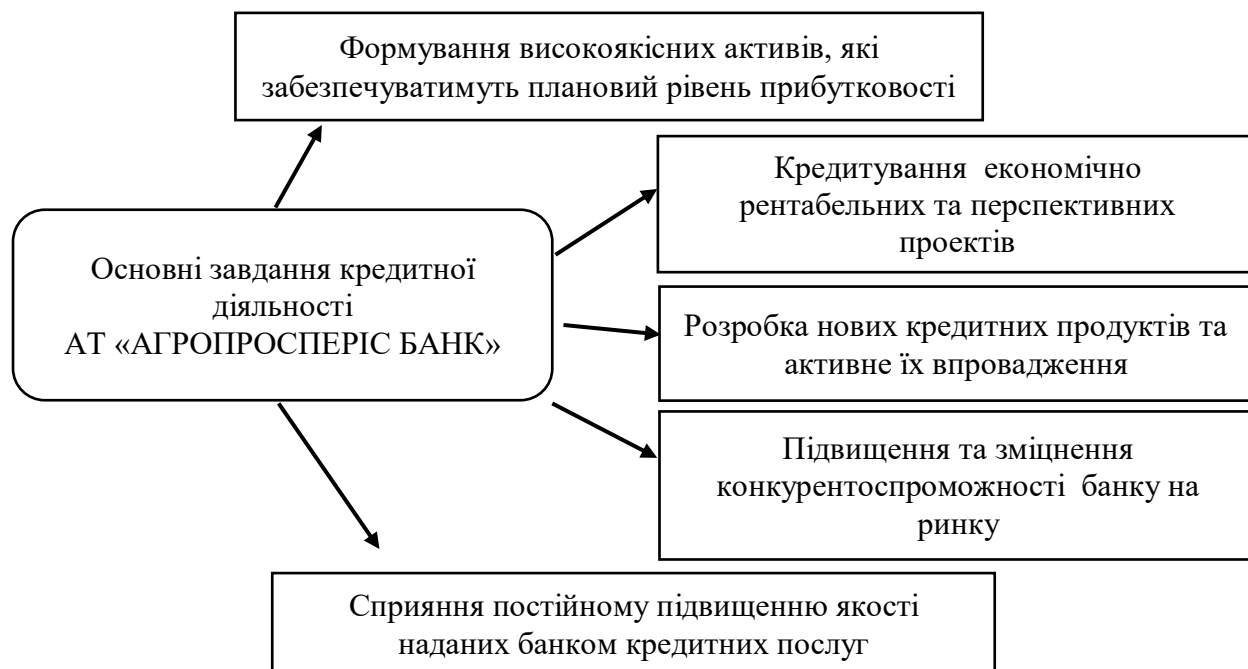 Формування високоякісних активів, які
забезпечуватимуть плановий рівень прибутковості
Кредитування економічно
рентабельних та перспективних
проектів
Основні завдання кредитної
діяльності
АТ «АГРОПРОСПЕРІС БАНК»
Розробка нових кредитних продуктів та
активне їх впровадження
Підвищення та зміцнення
конкурентоспроможності банку на
ринку
Сприяння постійному підвищенню якості
наданих банком кредитних послуг